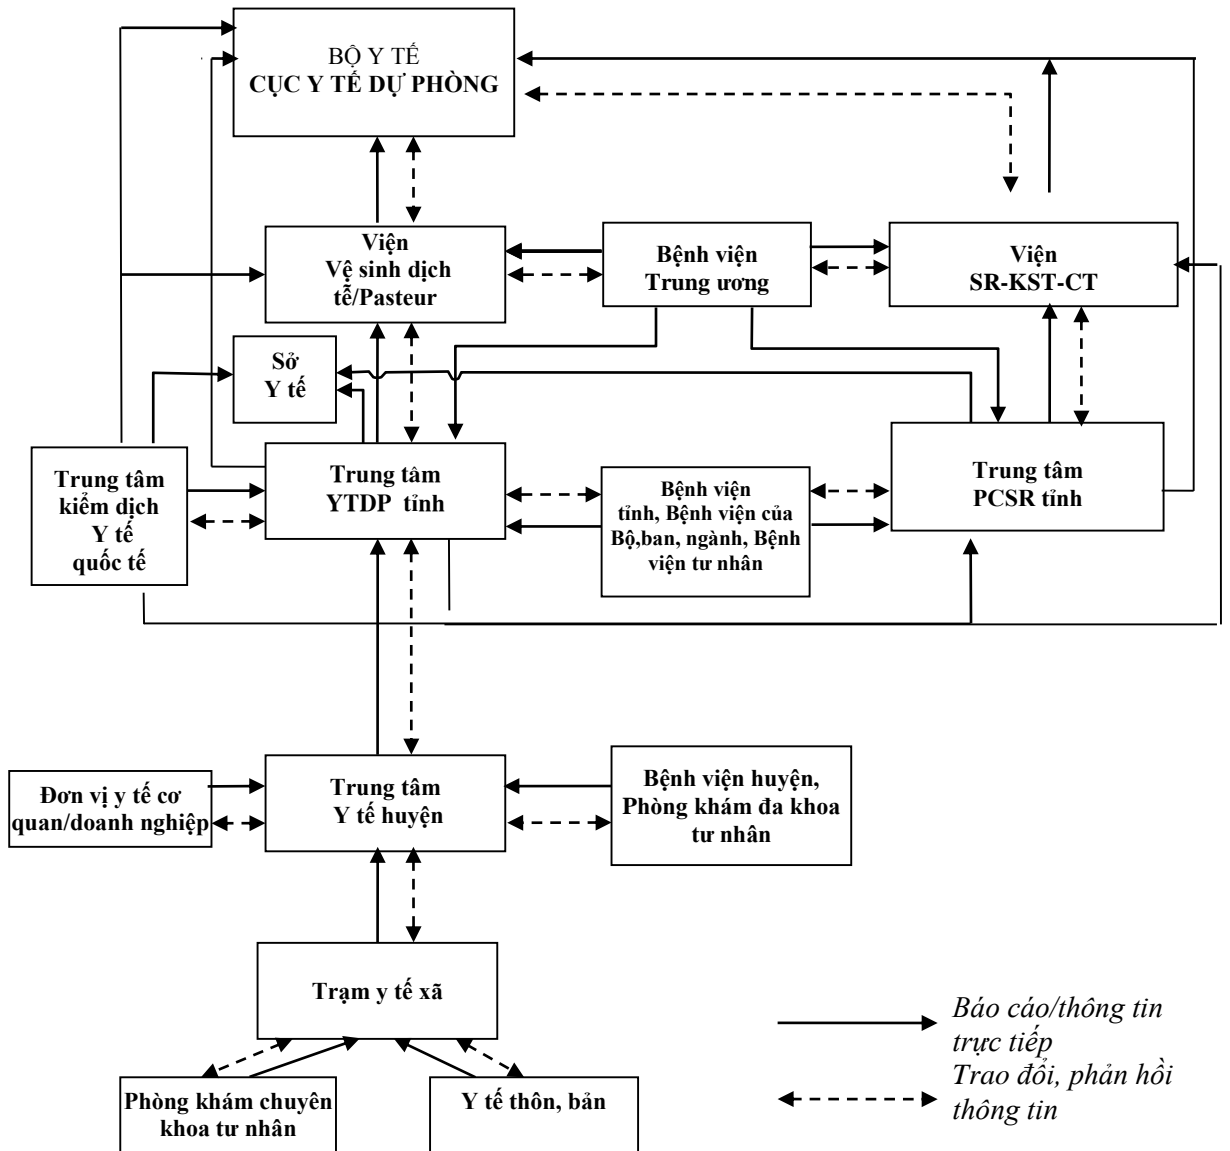 BỘ Y TẾ
CỤC Y TẾ DỰ PHÒNG
Viện
Vệ sinh dịch
tễ/Pasteur
Bệnh viện
Trung ương
Viện
SR-KST-CT
Sở
Y tế
Trung tâm
kiểm dịch
Y tế
quốc tế
Trung tâm
YTDP tỉnh
Bệnh viện
tỉnh, Bệnh viện của
Bộ,ban, ngành, Bệnh
viện tư nhân
Trung tâm
PCSR tỉnh
Đơn vị y tế cơ
quan/doanh nghiệp
Trung tâm
Y tế huyện
Bệnh viện huyện,
Phòng khám đa khoa
tư nhân
Trạm y tế xã
Phòng khám chuyên
khoa tư nhân
Y tế thôn, bản
Báo cáo/thông tin
trực tiếp
Trao đổi, phản hồi
thông tin